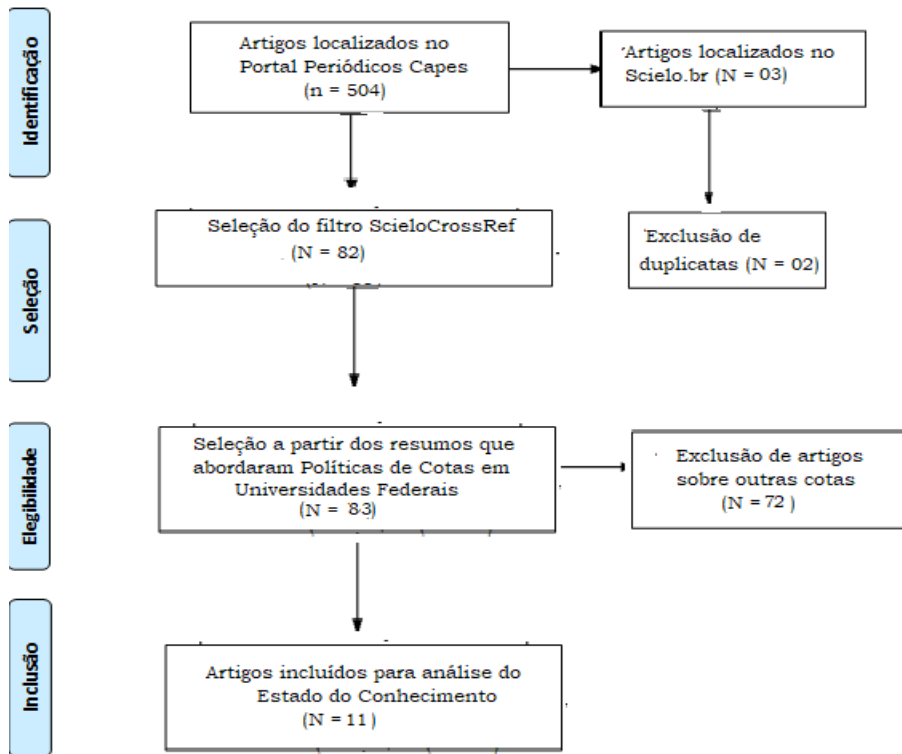 Identificação
Artigos localizados no
Portal Periódicos Capes
(n = 504)
Artigos localizados no
Scielo.br (N = 03)
Seleção
Seleção do filtro ScieloCrossRef
(N = 82)
Exclusão de
duplicatas (N = 02)
Elegibilidade
Seleção a partir dos resumos que
abordaram Políticas de Cotas em
Universidades Federais
(N = 83)
Exclusão de artigos
sobre outras cotas
(N = 72 )
Inclusão
Artigos incluídos para análise do
Estado do Conhecimento
(N = 11)